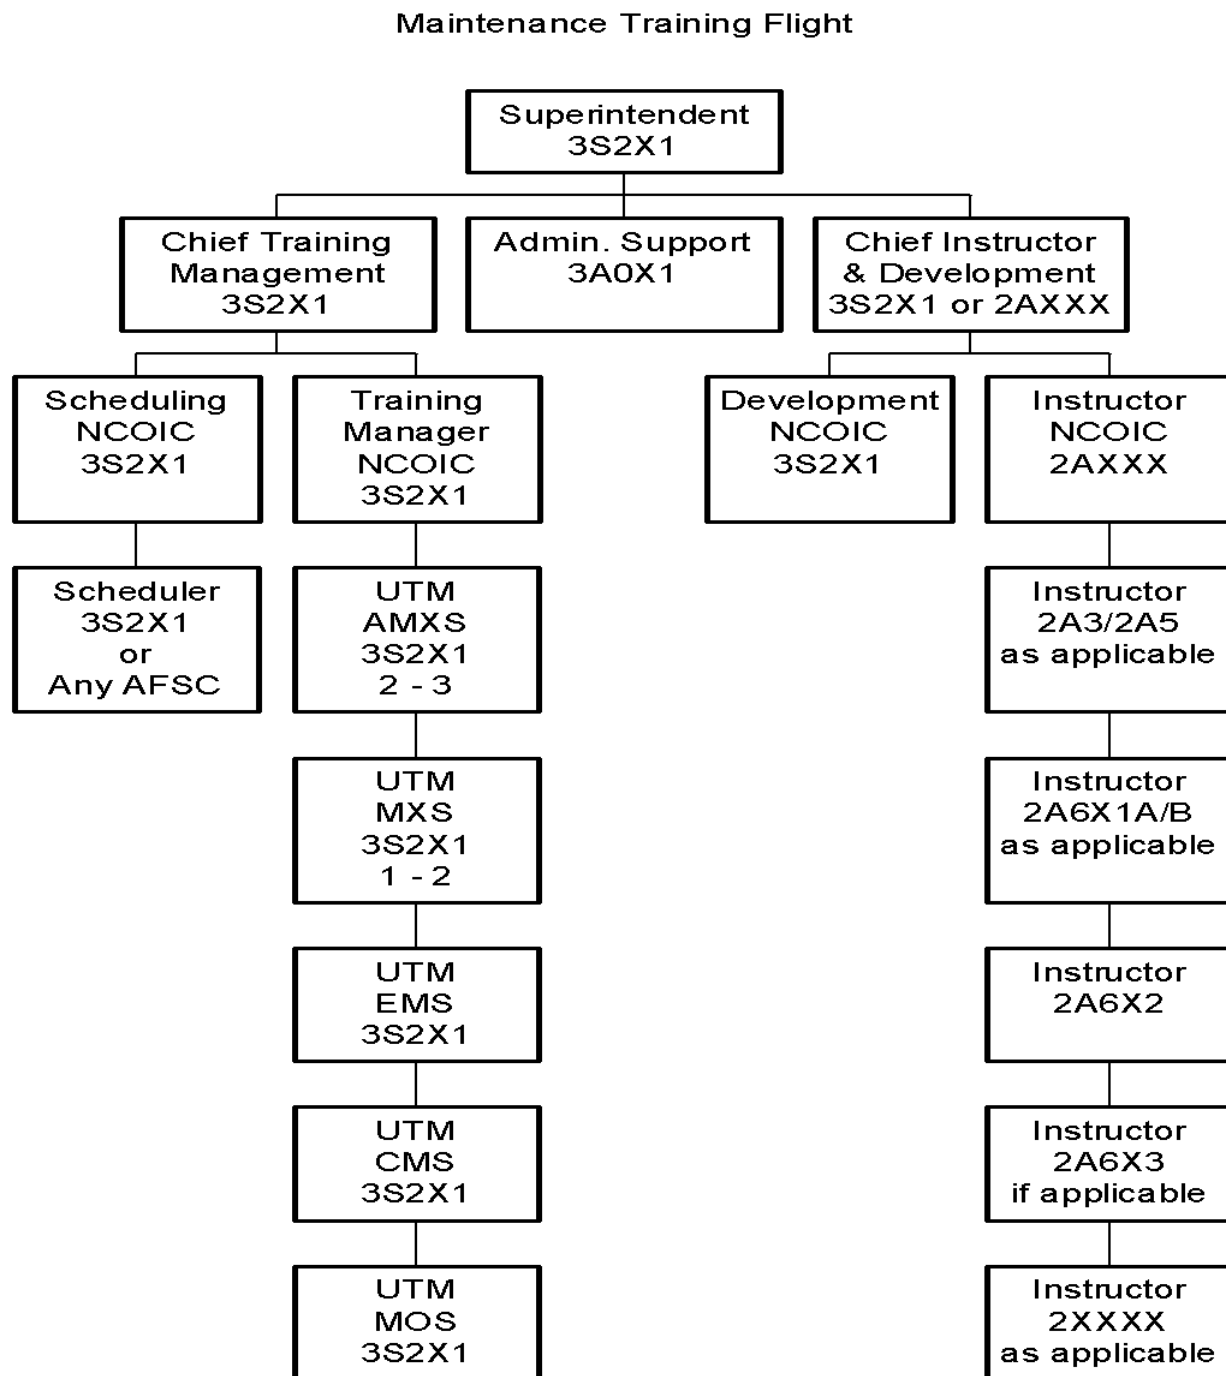 Maintenance Training Flight
Superintendent
3S2X1
Chief Training
Management
3S2X1
Admin. Support
3A0X1
Chief Instructor
& Development
3S2X1 or 2AXXX
Scheduling
NCOIC
3S2X1
Training
Manager
NCOIC
3S2X1
Development
NCOIC
3S2X1
Instructor
NCOIC
2AXXX
Scheduler
3S2X1
or
Any AFSC
UTM
AMXS
3S2X1
2 - 3
Instructor
2A3/2A5
as applicable
UTM
MXS
3S2X1
1 - 2
Instructor
2A6X1A/B
as applicable
UTM
EMS
3S2X1
Instructor
2A6X2
UTM
CMS
3S2X1
Instructor
2A6X3
if applicable
UTM
MOS
3S2X1
Instructor
2XXXX
as applicable